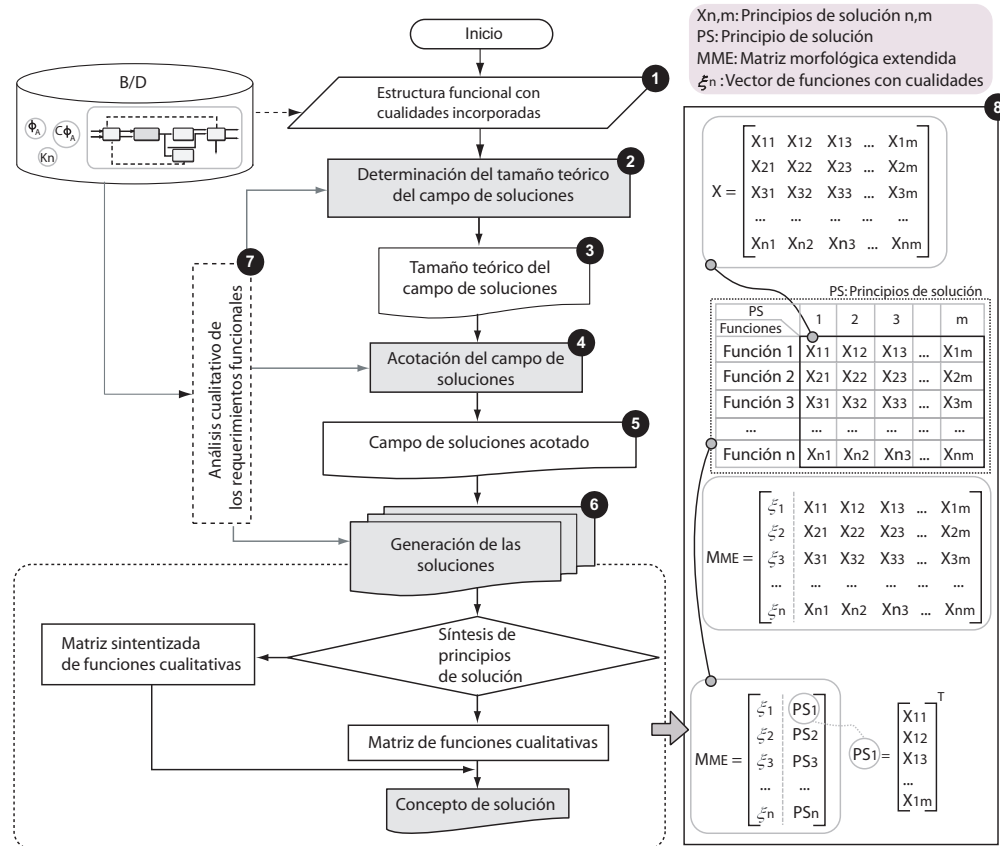 Xn,m: Principios de solución n,m
PS: Principio de solución
MME: Matriz morfológica extendida
ξn : Vector de funciones con cualidades
Inicio
B/D
ϕA
CϕA
Kn
1
Estructura funcional con
cualidades incorporadas
2
Determinación del tamaño teórico
del campo de soluciones
3
Tamaño teórico del
campo de soluciones
4
Acotación del campo de
soluciones
5
Campo de soluciones acotado
6
Generación de las
soluciones
7
Análisis cualitativo de
los requerimientos funcionales
Síntesis de
principios
de solución
Matriz sintentizada
de funciones cualitativas
Matriz de funciones cualitativas
Concepto de solución
8
X11 X12 X13 ... X1m
X21 X22 X23 ... X2m
X = X31 X32 X33 ... X3m
... ... ... ... ...
Xn1 Xn2 Xn3 ... Xnm
PS: Principios de solución
PS
Funciones
1 2 3 m
Función 1 X11 X12 X13 ... X1m
Función 2 X21 X22 X23 ... X2m
Función 3 X31 X32 X33 ... X3m
... ... ... ... ... ...
Función n Xn1 Xn2 Xn3 ... Xnm
ξ1 X11 X12 X13 ... X1m
ξ2 X21 X22 X23 ... X2m
MME = ξ3 X31 X32 X33 ... X3m
... ... ... ... ... ...
ξn Xn1 Xn2 Xn3 ... Xnm
ξ1 PS1
ξ2 PS2
MME = ξ3 PS3
... ...
ξn PSn
PS1 =
T
X11
X12
X13
...
X1m